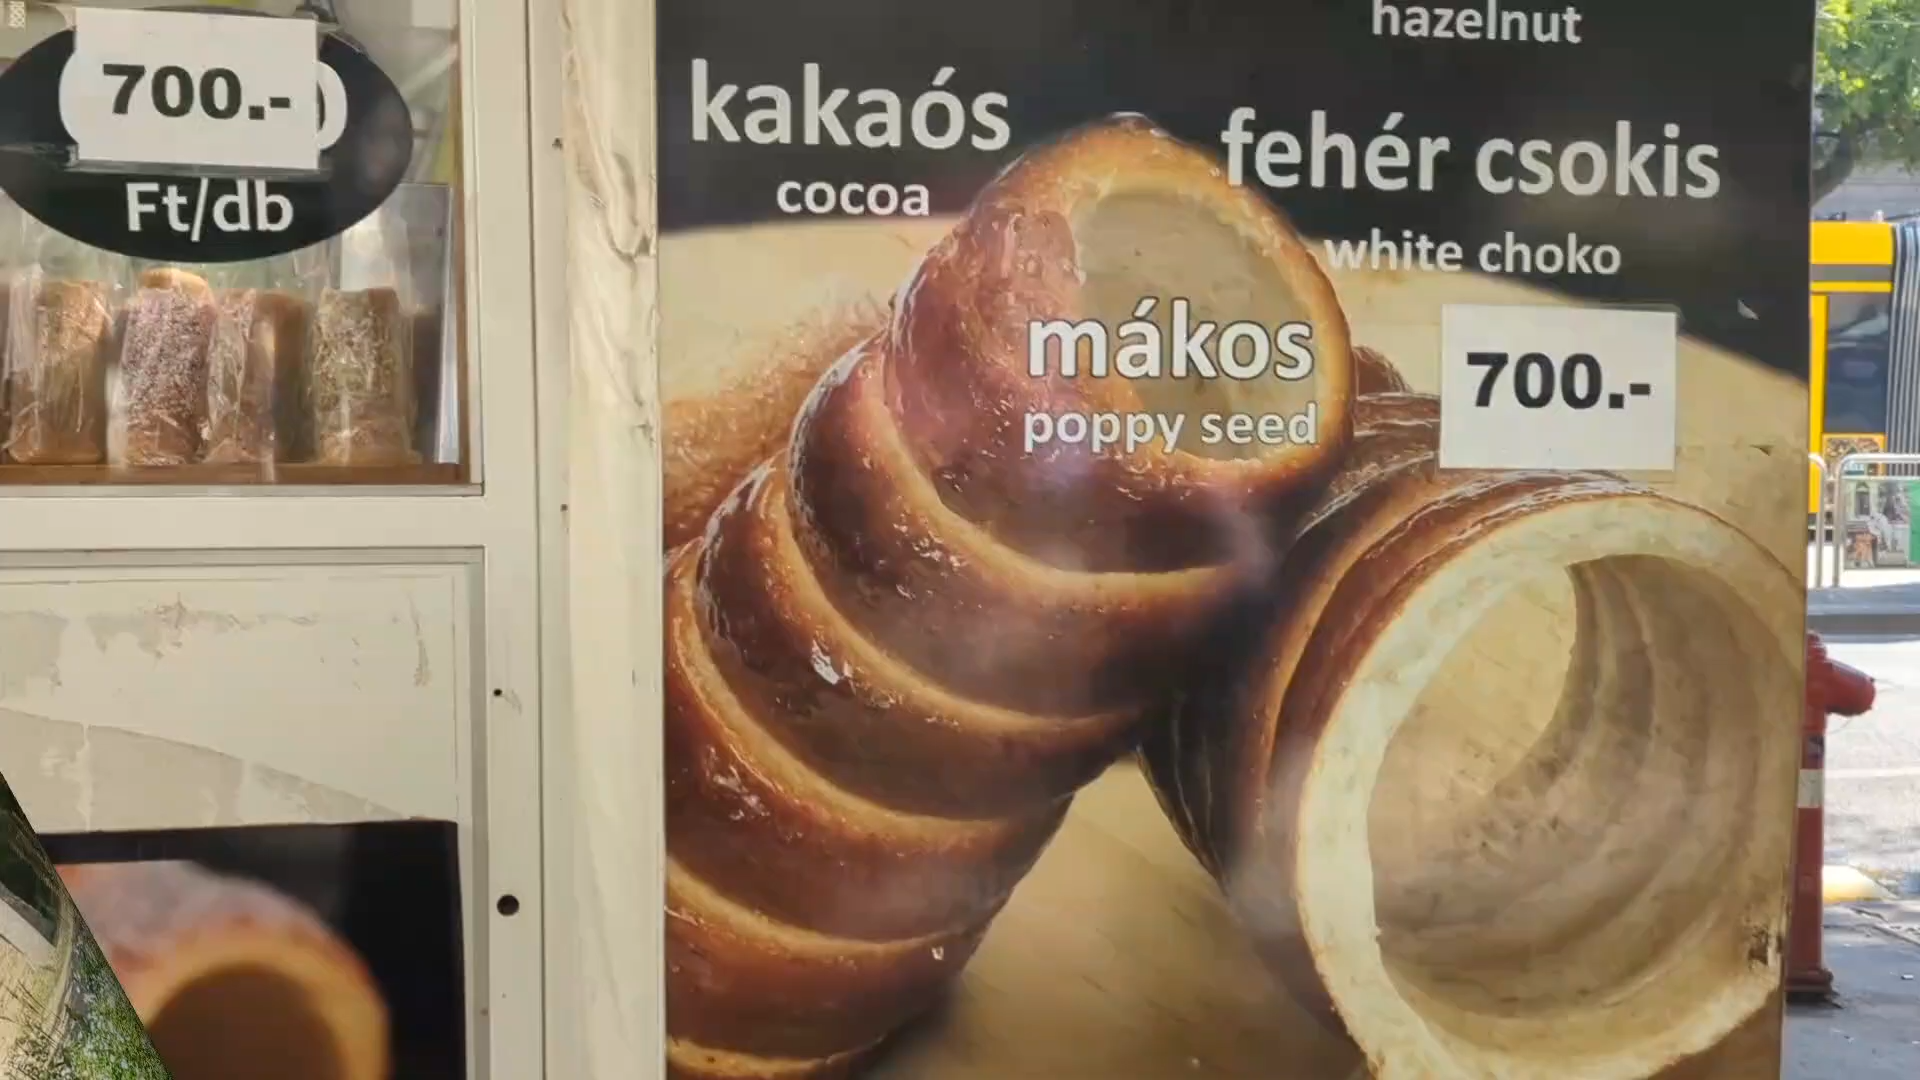 700.-
Ft/db
hazelnut
kakaós
cocoa
fehér csokis
white choko
mákos
poppy seed
700.-